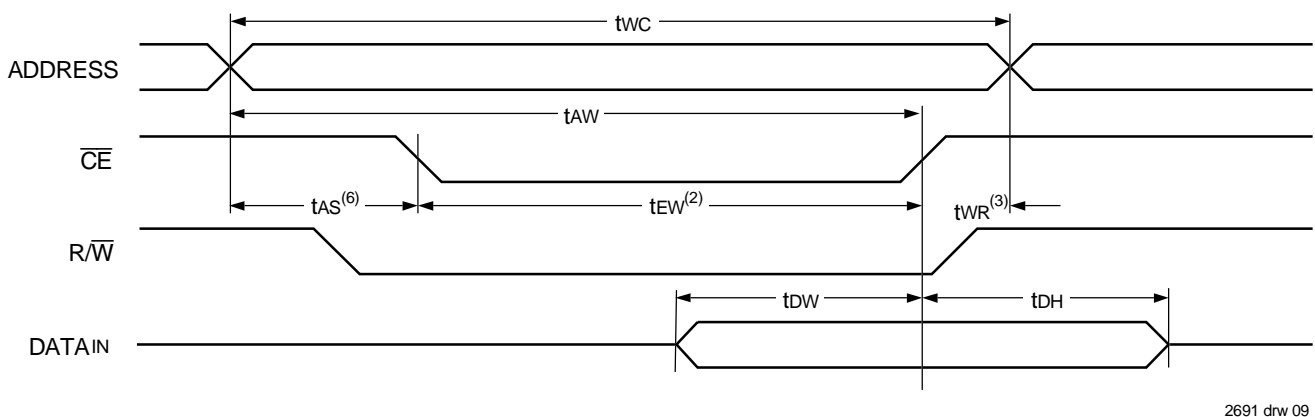 tWC
ADDRESS
tAW
CE
tAS(6)
tEW(2)
tWR(3)
R/W
tDW
tDH
DATAIN
2691 drw 09